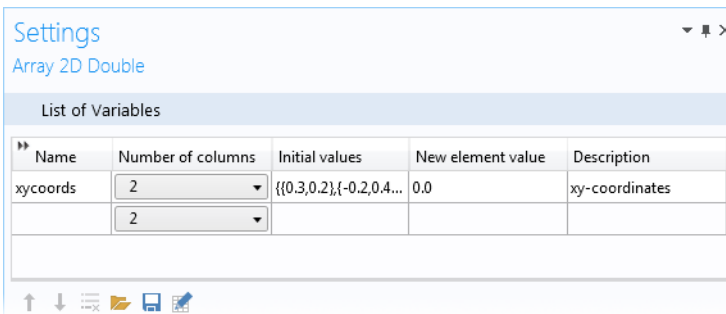 Settings
Array 2D Double
List of Variables
Name Number of columns Initial values New element value Description
xycoords 2 {{0.3,0.2},{-0.2,0.4... 0.0 xy-coordinates
2